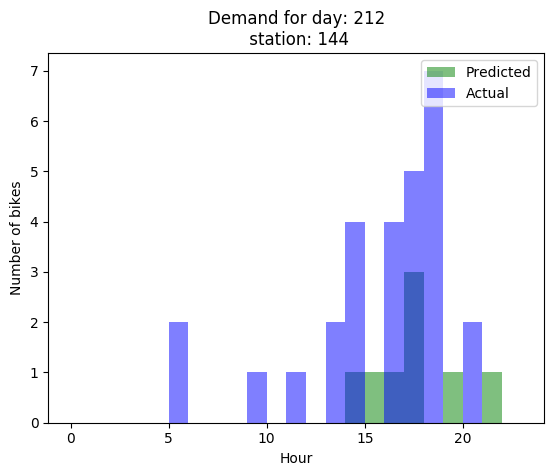 Demand for day: 212
station: 144
Predicted
Actual
Number of bikes
7
6
5
4
3
2
1
0
0 5 10 15 20
Hour